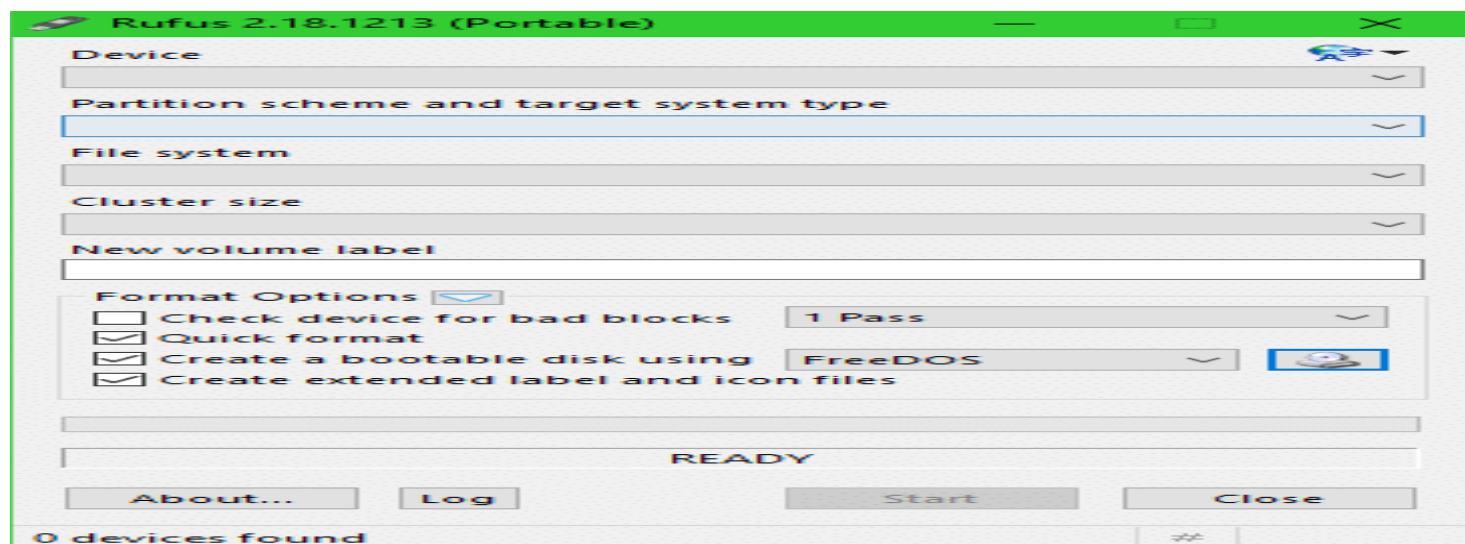 Rufus 2.18.1213 (Portable)
Device
Partition scheme and target system type
File system
Cluster size
New volume label
Format Options
Check device for bad blocks 1 Pass
Quick format
Create a bootable disk using FreeDOS
Create extended label and icon files
READY
About... Log Start Close
0 devices found #